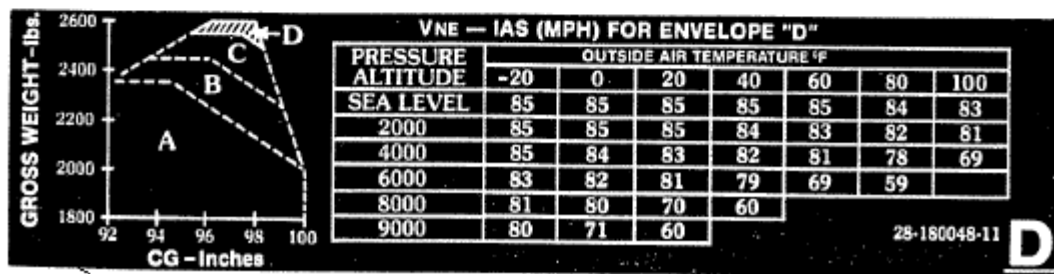 VNE — IAS (MPH) FOR ENVELOPE "D"
GROSS WEIGHT-lbs.
2600
2400
2200
2000
1800
92 94 96 98 100
CG-Inches
A
B
C
D
PRESSURE ALTITUDE OUTSIDE AIR TEMPERATURE °F
-20 0 20 40 60 80 100
SEA LEVEL 85 85 85 85 85 84 83
2000 85 85 85 84 83 82 81
4000 85 84 83 82 81 78 69
6000 83 82 81 79 69 59
8000 81 80 70 60
9000 80 71 60
28-180048-11
D